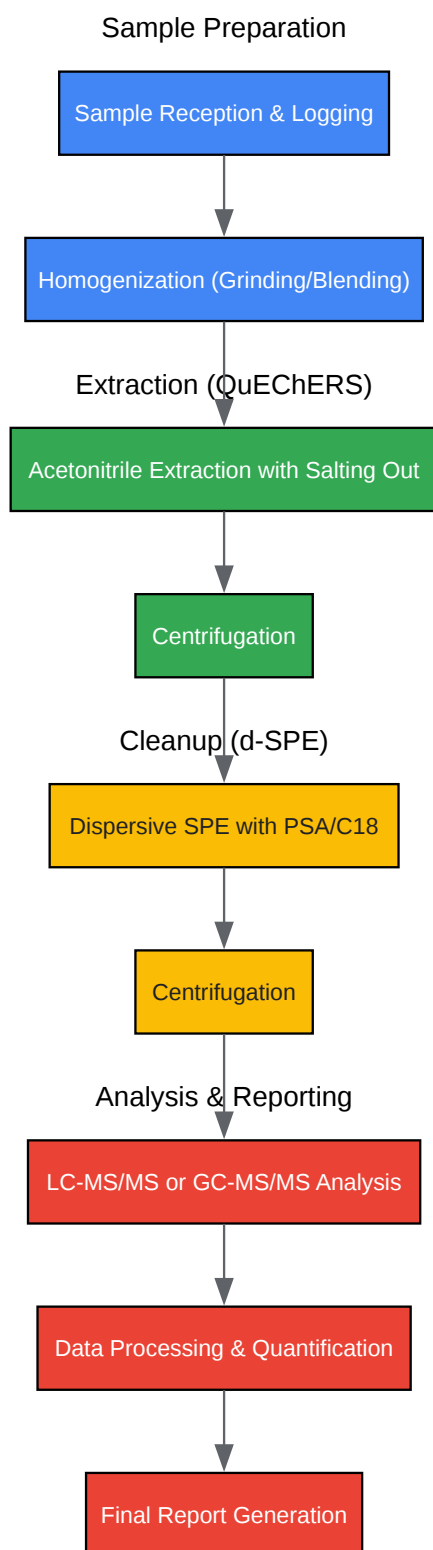 Sample Preparation
Sample Reception & Logging
Homogenization (Grinding/Blending)
Extraction (QuEChERS)
Acetonitrile Extraction with Salting Out
Centrifugation
Cleanup (d-SPE)
Dispersive SPE with PSA/C18
Centrifugation
Analysis & Reporting
LC-MS/MS or GC-MS/MS Analysis
Data Processing & Quantification
Final Report Generation